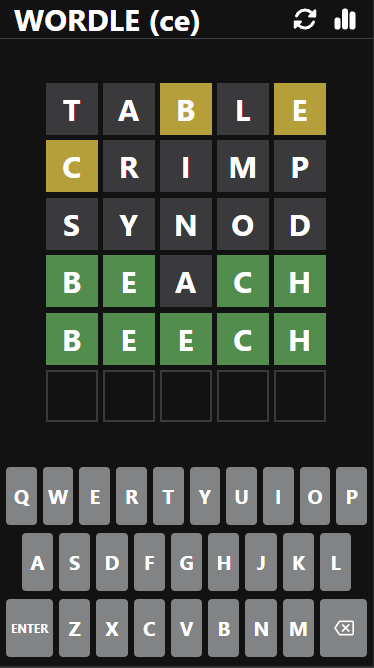 WORDLE (ce)
T A B L E
C R I M P
S Y N O D
B E A C H
B E E C H
Q W E R T Y U I O P
A S D F G H J K L
ENTER Z X C V B N M